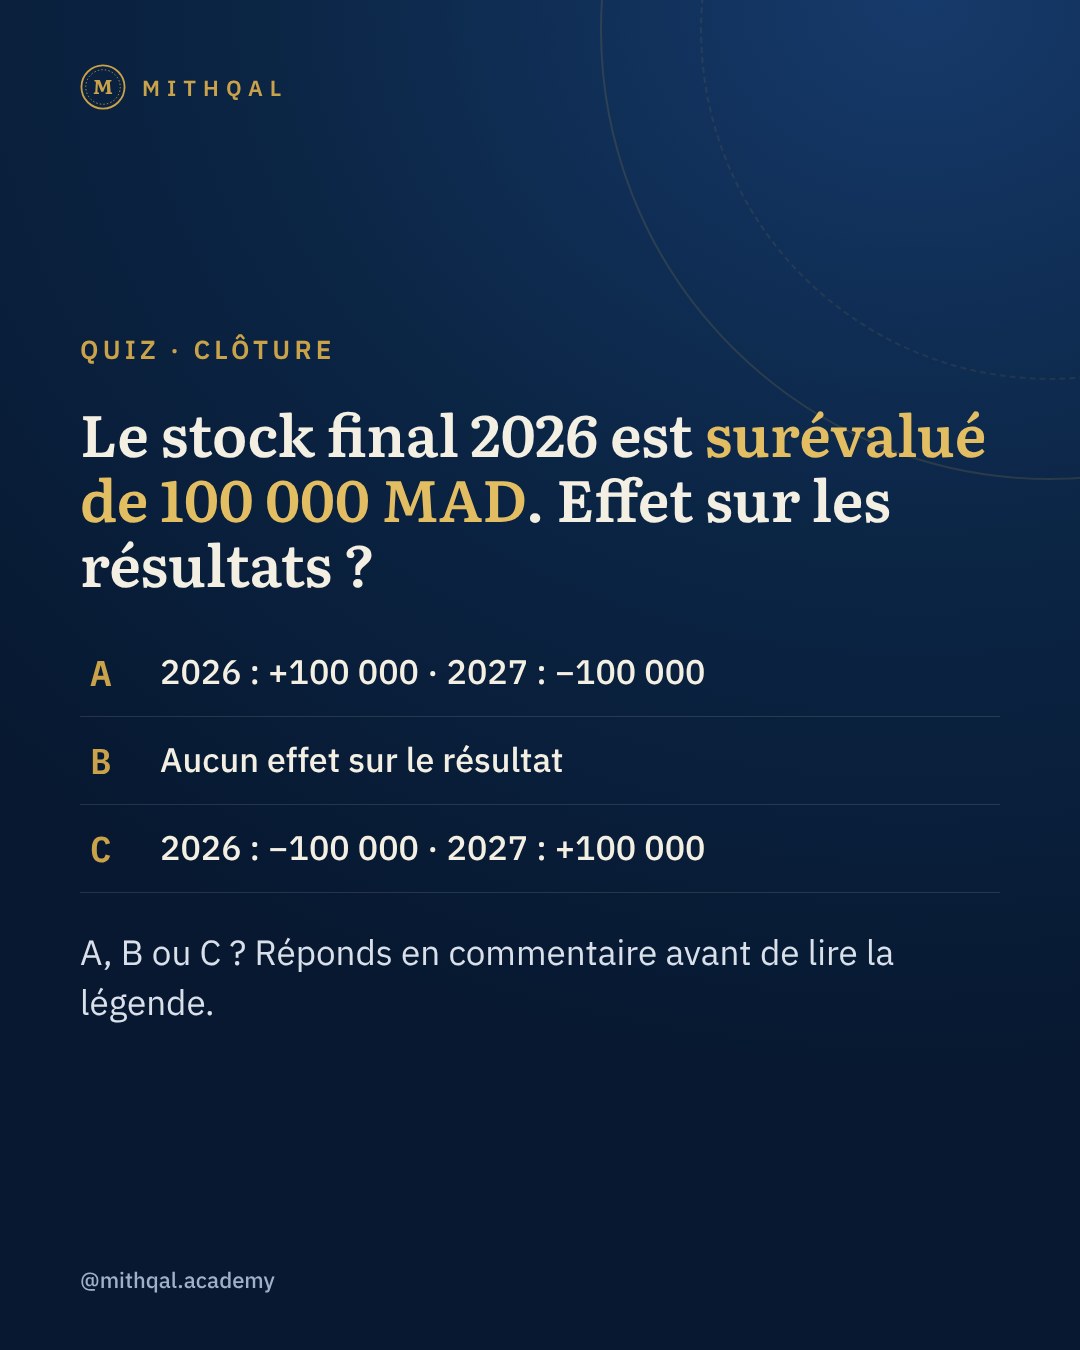 M MITHQAL
QUIZ · CLÔTURE
Le stock final 2026 est surévalué
de 100 000 MAD. Effet sur les
résultats ?
A 2026 : +100 000 · 2027 : −100 000
B Aucun effet sur le résultat
C 2026 : −100 000 · 2027 : +100 000
A, B ou C ? Réponds en commentaire avant de lire la
légende.
@mithqal.academy